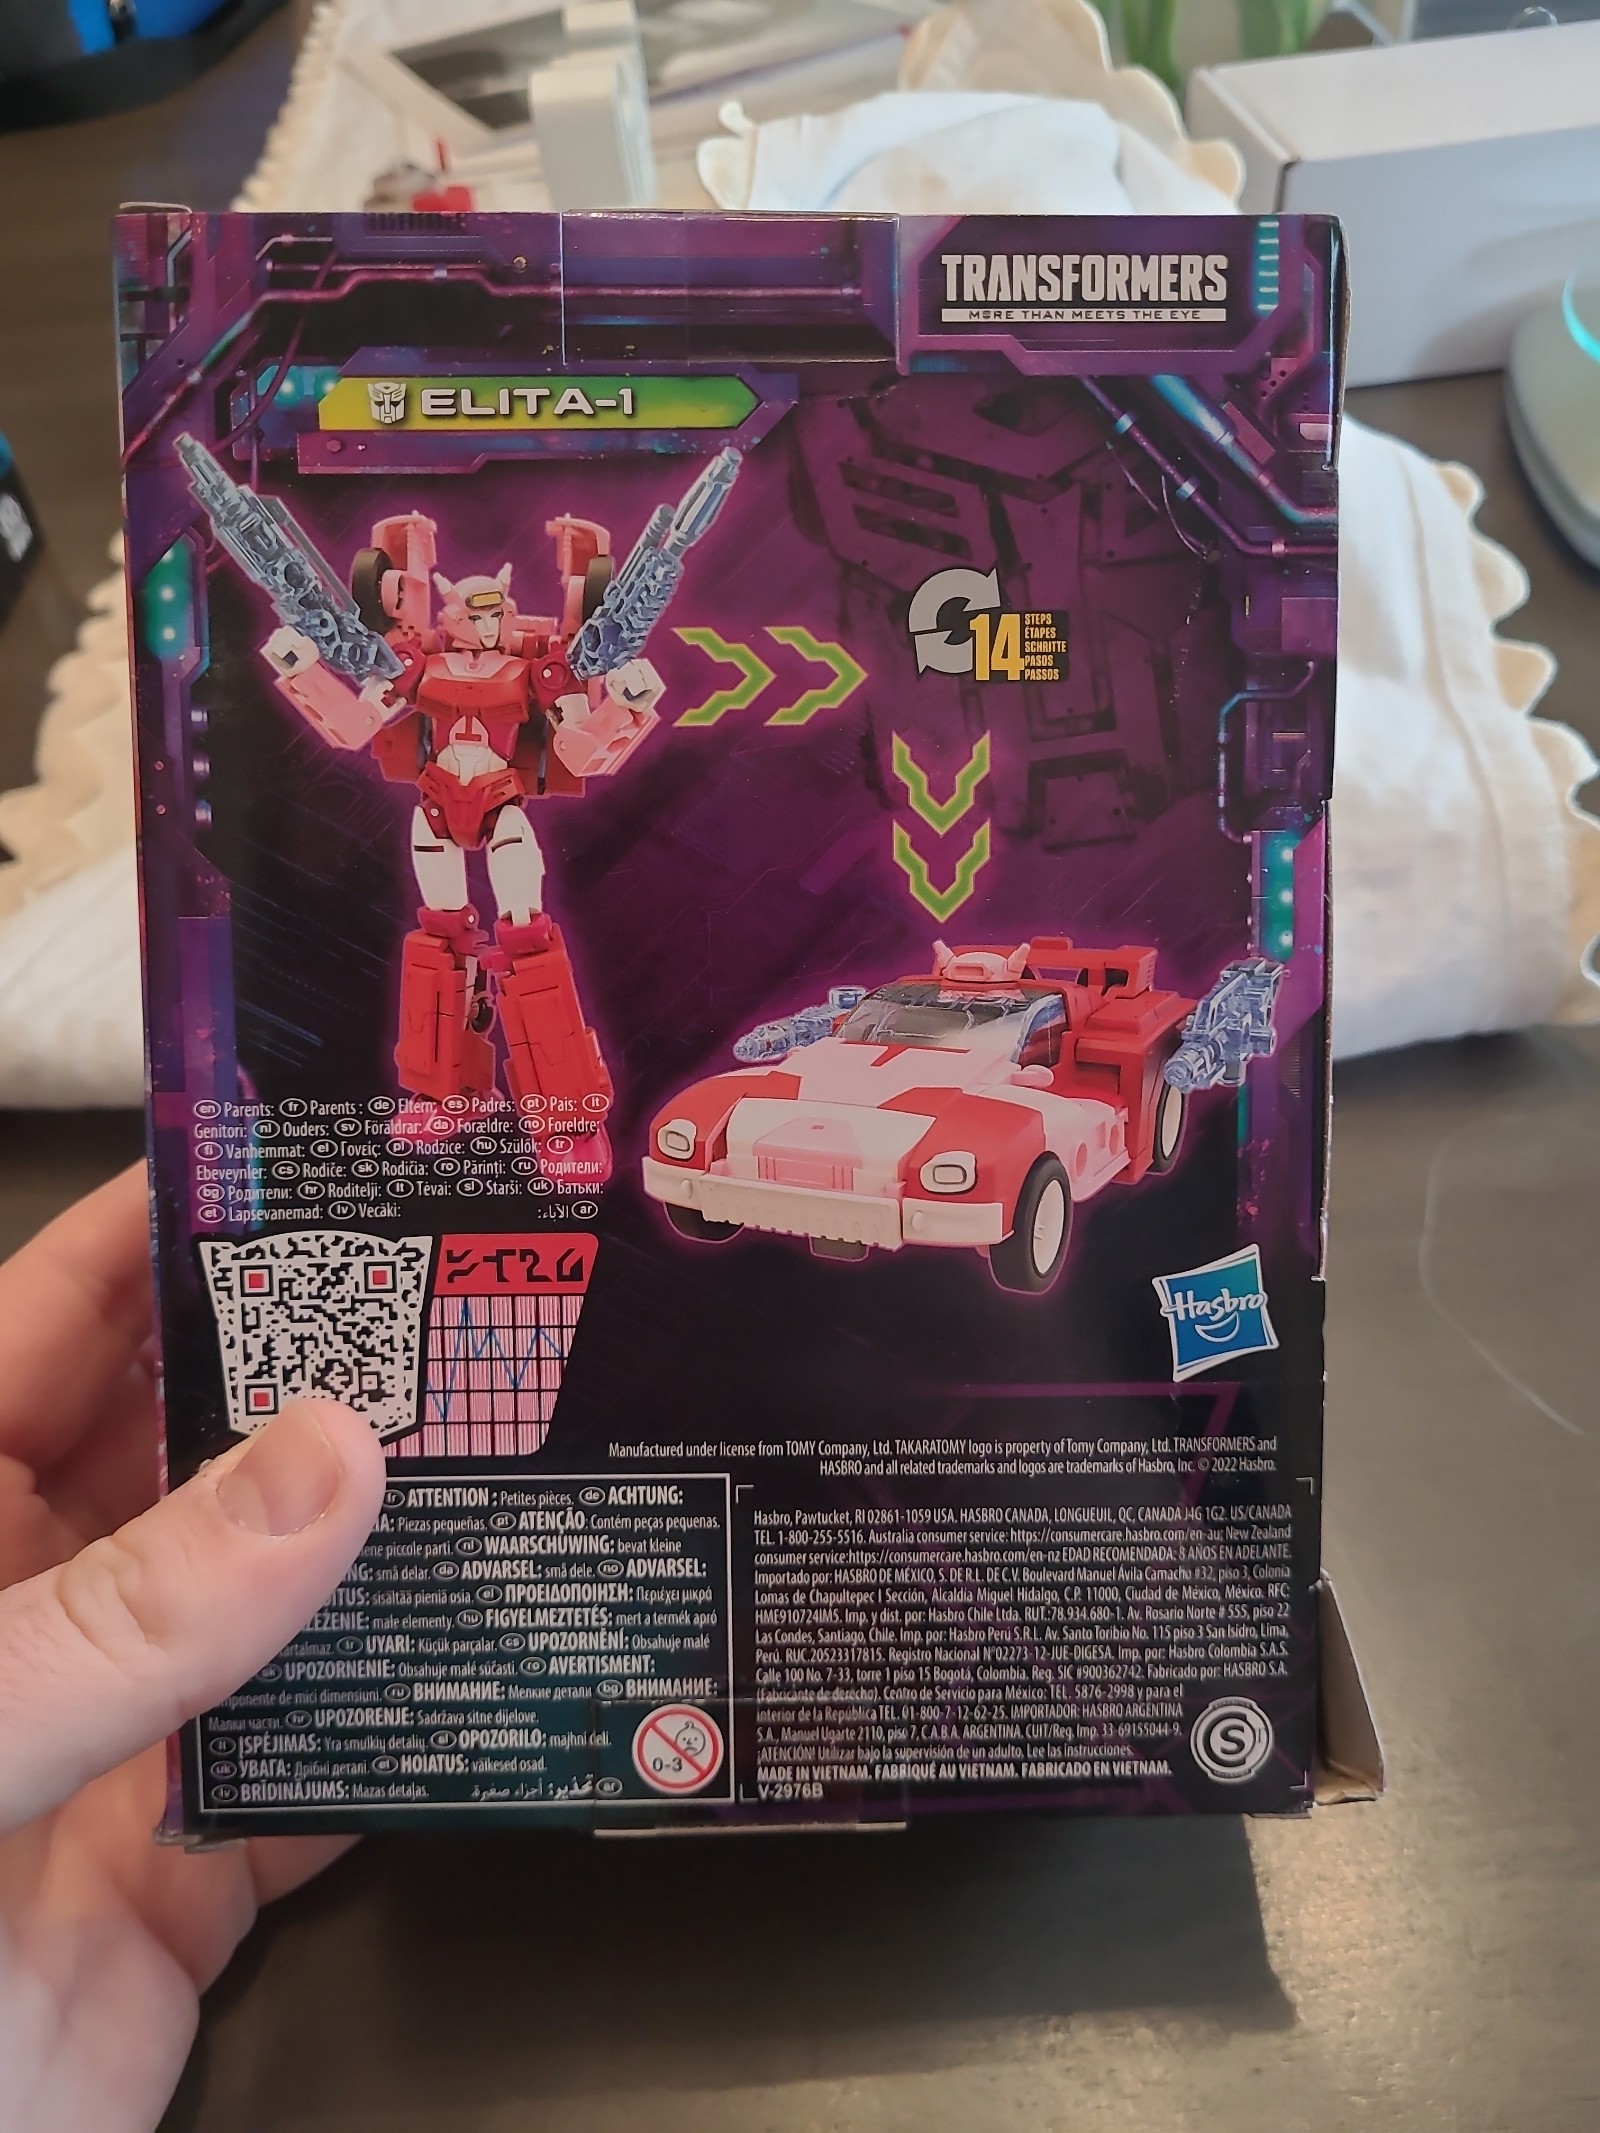 TRANSFORMERS
MORE THAN MEETS THE EYE
ELITA-1
14
STEPS
ÉTAPES
SCHRITTE
PASOS
PASSOS
en Parents: fr Parents : de Eltern: es Padres: pt Pais: it
Genitori: nl Ouders: sv Föräldrar: da Forældre: no Foreldre:
fi Vanhemmat: el Γονείς: pl Rodzice: hu Szülők: tr
Ebeveynler: cs Rodiče: sk Rodičia: ro Părinți: ru Родители:
bg Родители: hr Roditelji: lt Tėvai: sl Starši: uk Батьки:
et Lapsevanemad: lv Vecāki: ar الآباء:
Hasbro
Manufactured under license from TOMY Company, Ltd. TAKARATOMY logo is property of Tomy Company, Ltd. TRANSFORMERS and
HASBRO and all related trademarks and logos are trademarks of Hasbro, Inc. © 2022 Hasbro.
fr ATTENTION : Petites pièces. de ACHTUNG:
Piezas pequeñas. pt ATENÇÃO: Contém peças pequenas.
piccole parti. nl WAARSCHUWING: bevat kleine
små delar. da ADVARSEL: små dele. no ADVARSEL:
sisältää pieniä osia. el ΠΡΟΕΙΔΟΠΟΙΗΣΗ: Περιέχει μικρά
małe elementy. hu FIGYELMEZTETÉS: mert a termék apró
tr UYARI: Küçük parçalar. cs UPOZORNĚNÍ: Obsahuje malé
sk UPOZORNENIE: Obsahuje malé súčasti. ro AVERTISMENT:
de mici dimensiuni. ru ВНИМАНИЕ: Мелкие детали bg ВНИМАНИЕ:
Малки части. hr UPOZORENJE: Sadržava sitne dijelove.
lt ĮSPĖJIMAS: Yra smulkių detalių. sl OPOZORILO: majhni deli.
uk УВАГА: Дрібні деталі. et HOIATUS: väikesed osad.
lv BRĪDINĀJUMS: Mazas detaļas. ar تحذير: أجزاء صغيرة.
0-3
Hasbro, Pawtucket, RI 02861-1059 USA. HASBRO CANADA, LONGUEUIL, QC, CANADA J4G 1G2. US/CANADA
TEL. 1-800-255-5516. Australia consumer service: https://consumercare.hasbro.com/en-au; New Zealand
consumer service:https://consumercare.hasbro.com/en-nz EDAD RECOMENDADA: 8 AÑOS EN ADELANTE.
Importado por: HASBRO DE MÉXICO, S. DE R.L. DE C.V. Boulevard Manuel Ávila Camacho #32, piso 3, Colonia
Lomas de Chapultepec I Sección, Alcaldía Miguel Hidalgo, C.P. 11000, Ciudad de México, México. RFC:
HME910724IM5. Imp. y dist. por: Hasbro Chile Ltda. RUT.:78.934.680-1. Av. Rosario Norte # 555, piso 22
Las Condes, Santiago, Chile. Imp. por: Hasbro Perú S.R.L. Av. Santo Toribio No. 115 piso 3 San Isidro, Lima,
Perú. RUC.20523317815. Registro Nacional N°02273-12-JUE-DIGESA. Imp. por: Hasbro Colombia S.A.S.
Calle 100 No. 7-33, torre 1 piso 15 Bogotá, Colombia. Reg. SIC #900362742. Fabricado por: HASBRO S.A.
(Fabricante de derecho). Centro de Servicio para México: TEL. 5876-2998 y para el
interior de la República TEL. 01-800-7-12-62-25. IMPORTADOR: HASBRO ARGENTINA
S.A., Manuel Ugarte 2110, piso 7, C.A.B.A. ARGENTINA. CUIT/Reg. Imp. 33-69155044-9.
¡ATENCIÓN! Utilizar bajo la supervisión de un adulto. Lee las instrucciones.
MADE IN VIETNAM. FABRIQUÉ AU VIETNAM. FABRICADO EN VIETNAM.
V-2976B
S